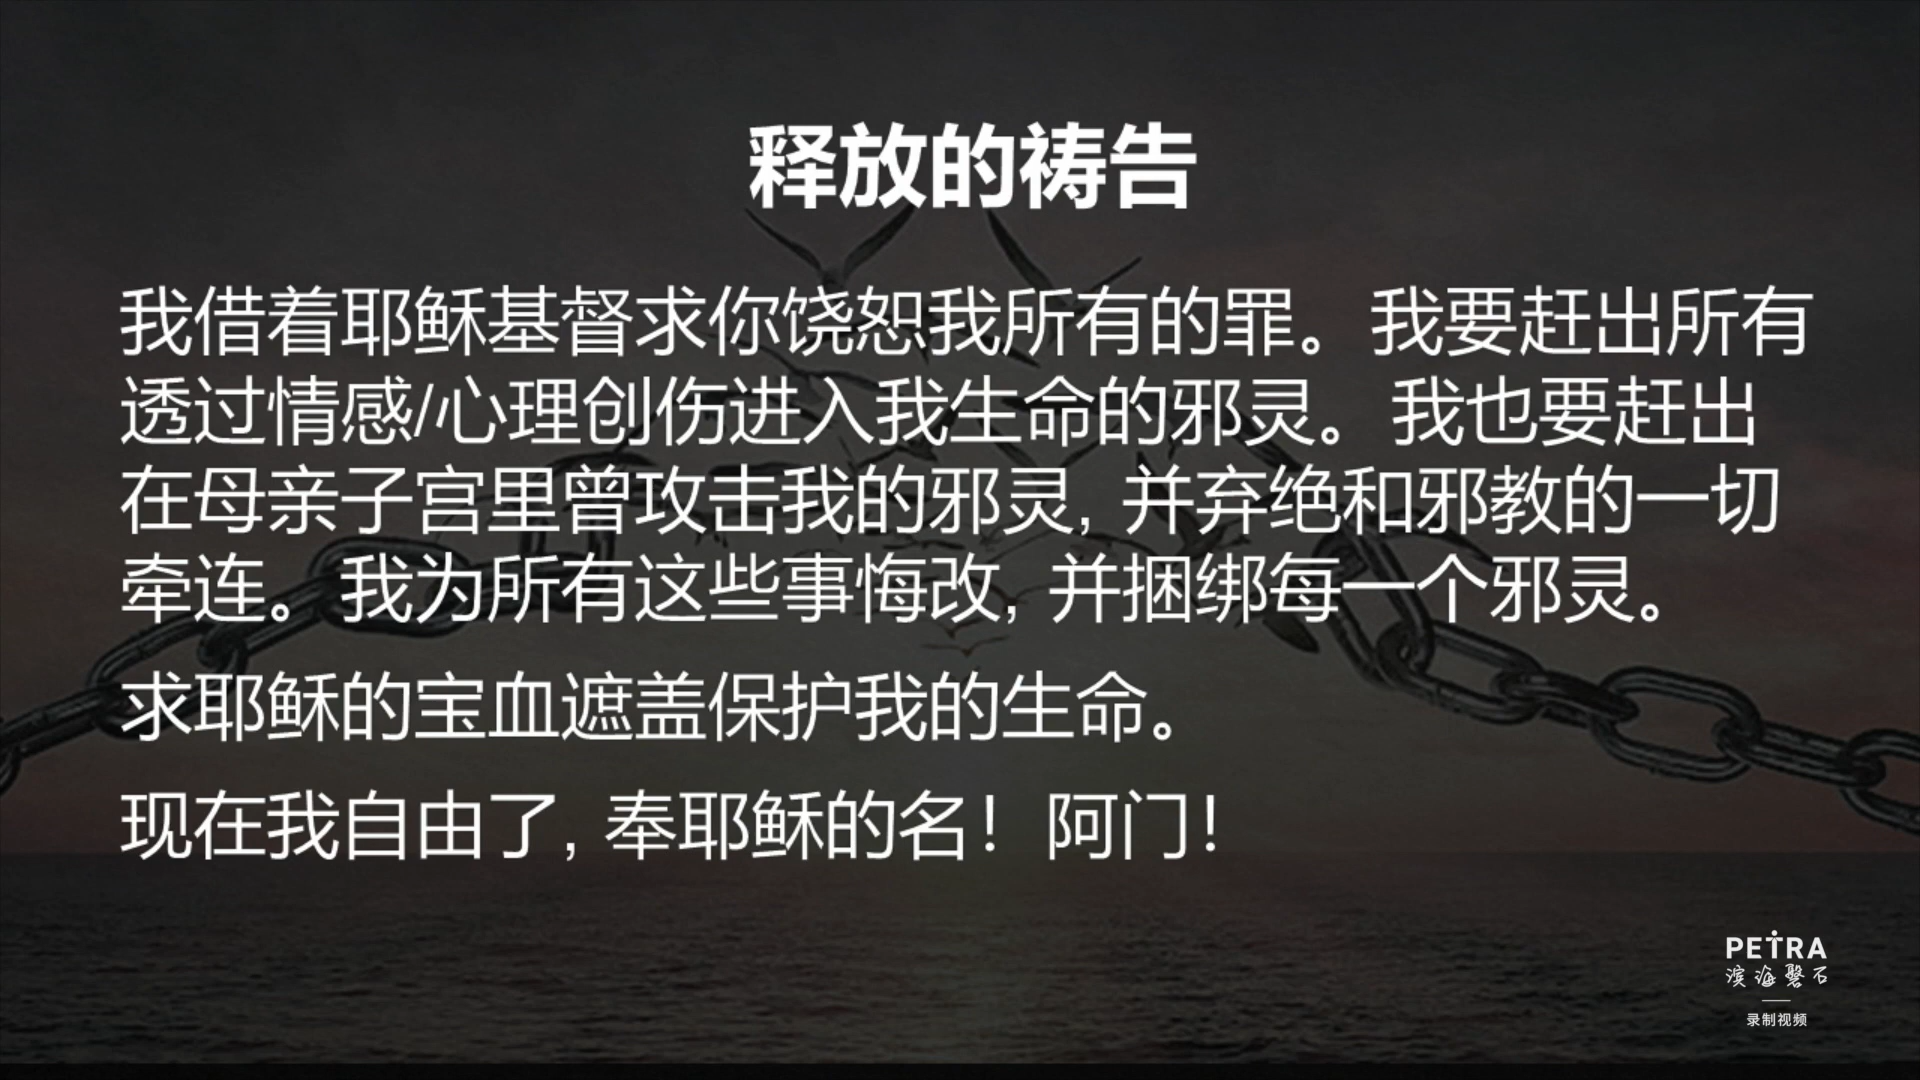 释放的祷告
我借着耶稣基督求你饶恕我所有的罪。我要赶出所有
透过情感/心理创伤进入我生命的邪灵。我也要赶出
在母亲子宫里曾攻击我的邪灵, 并弃绝和邪教的一切
牵连。我为所有这些事悔改, 并捆绑每一个邪灵。
求耶稣的宝血遮盖保护我的生命。
现在我自由了, 奉耶稣的名！阿门！
PETRA
滨海磐石
录制视频